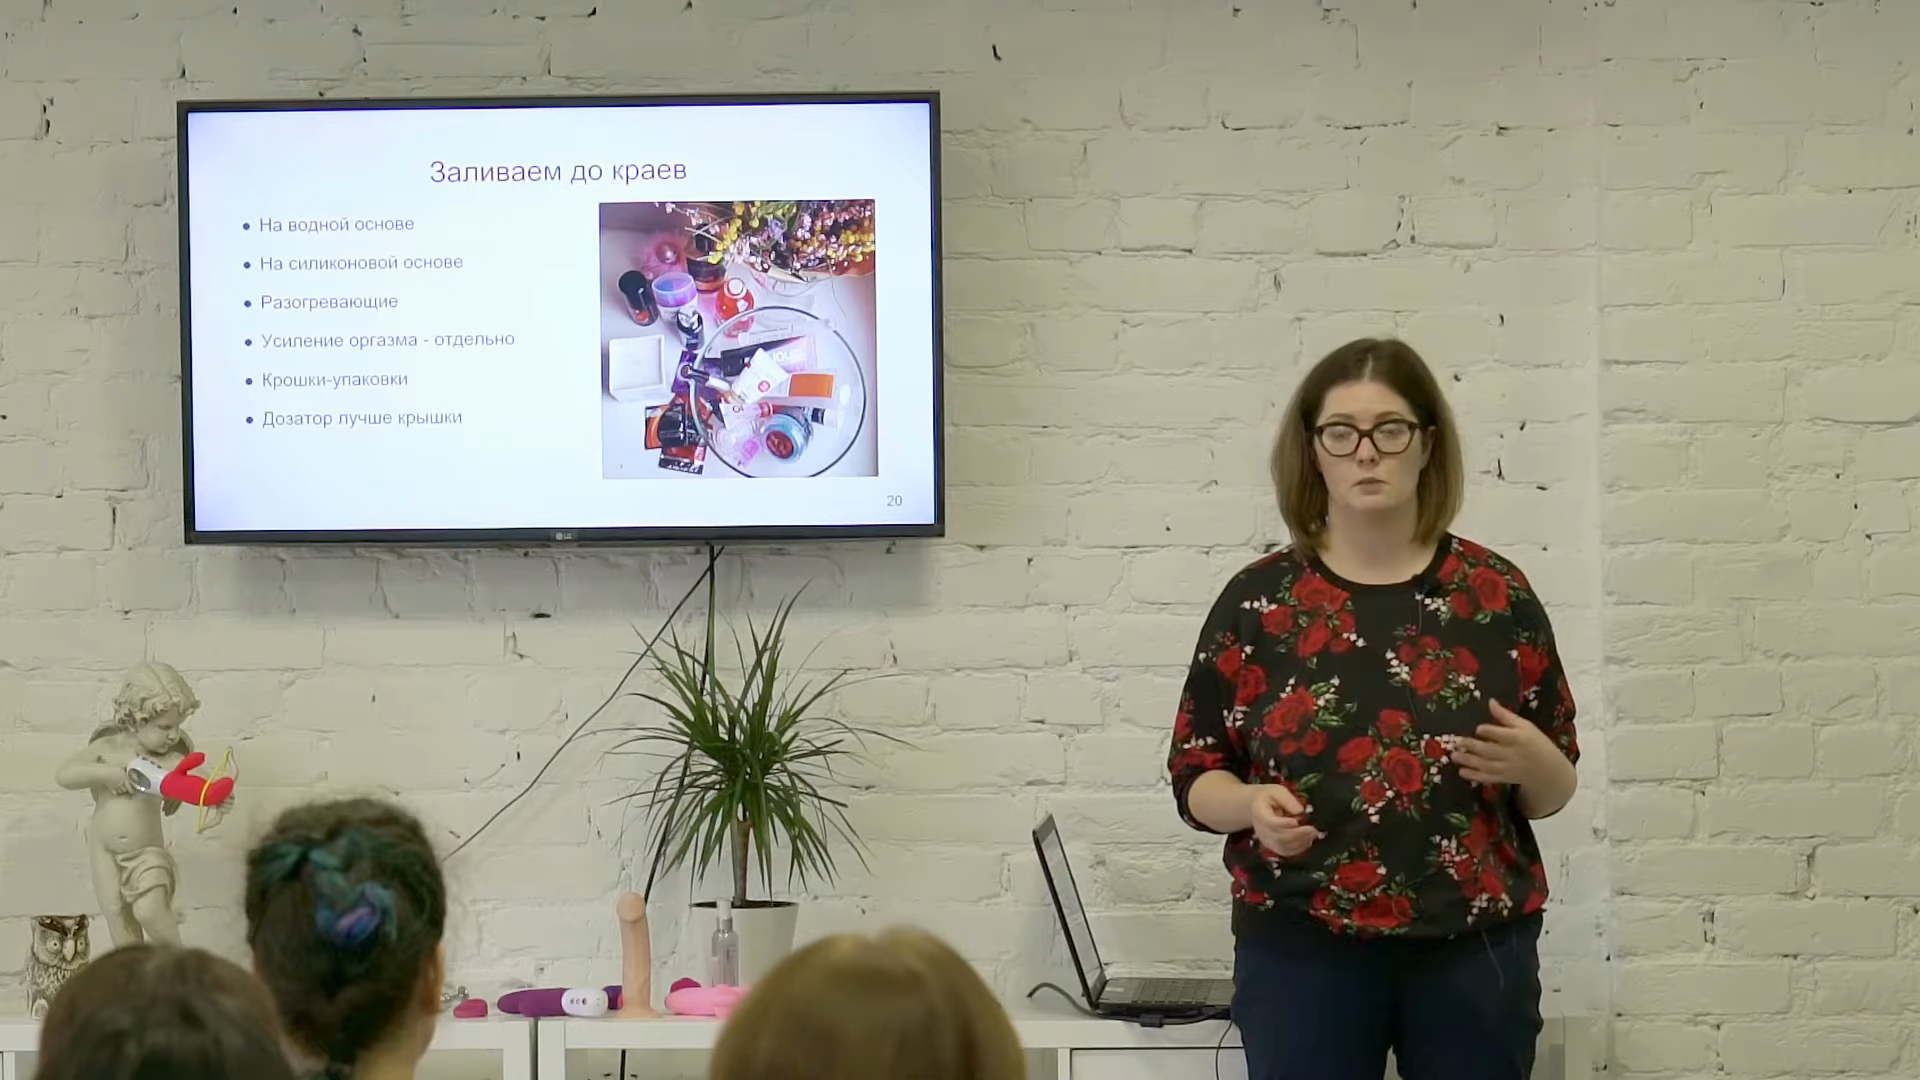 Заливаем до краев
На водной основе
На силиконовой основе
Разогревающие
Усиление оргазма - отдельно
Крошки-упаковки
Дозатор лучше крышки
20
LG